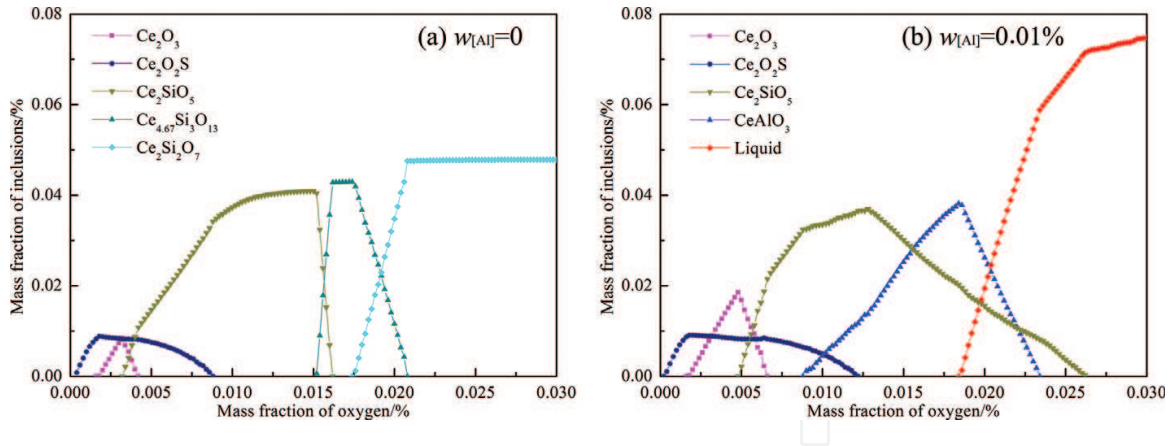 (a) w[Al]=0
Ce₂O₃
Ce₂O₂S
Ce₂SiO₅
Ce₄.₆₇Si₃O₁₃
Ce₂Si₂O₇
Mass fraction of inclusions/%
0.08
0.06
0.04
0.02
0.00
0.000 0.005 0.010 0.015 0.020 0.025 0.030
Mass fraction of oxygen/%
(b) w[Al]=0.01%
Ce₂O₃
Ce₂O₂S
Ce₂SiO₅
CeAlO₃
Liquid
Mass fraction of inclusions/%
0.08
0.06
0.04
0.02
0.00
0.000 0.005 0.010 0.015 0.020 0.025 0.030
Mass fraction of oxygen/%